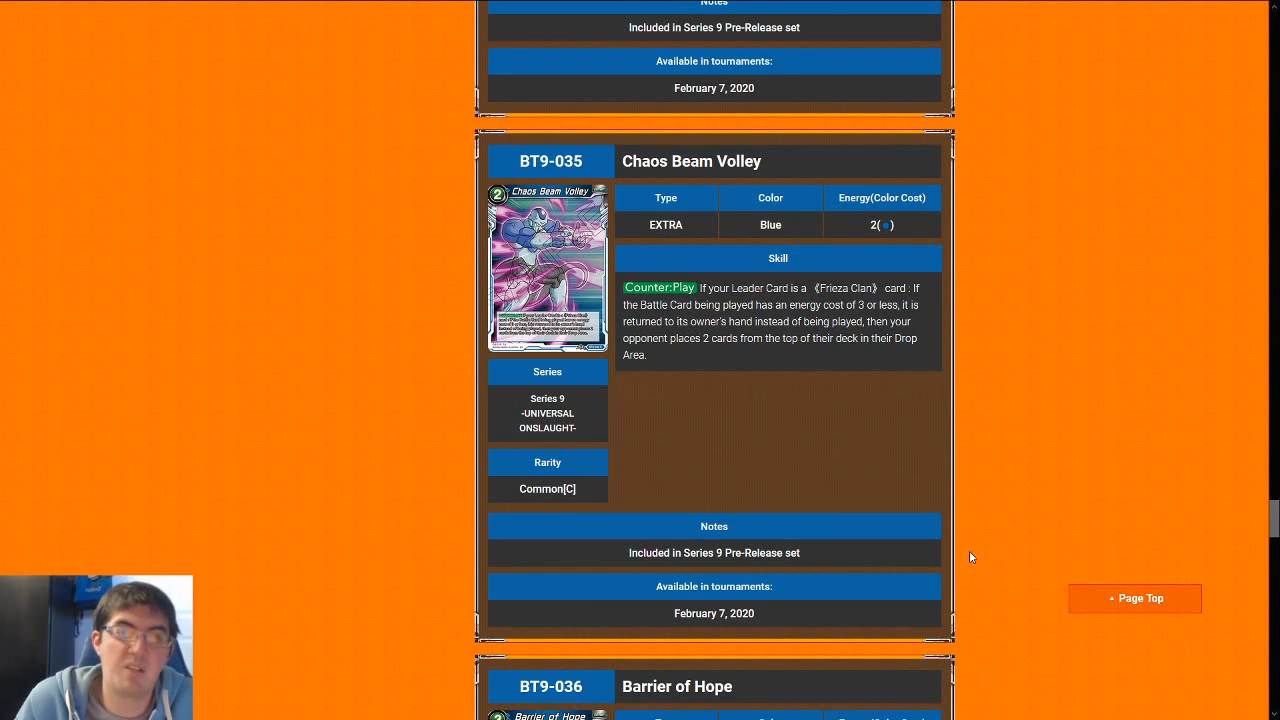 Notes
Included in Series 9 Pre-Release set
Available in tournaments:
February 7, 2020
BT9-035
Chaos Beam Volley
2
Chaos Beam Volley
Type
Color
Energy(Color Cost)
EXTRA
Blue
2( )
Skill
Counter:Play If your Leader Card is a 《Frieza Clan》 card : If
the Battle Card being played has an energy cost of 3 or less, it is
returned to its owner's hand instead of being played, then your
opponent places 2 cards from the top of their deck in their Drop
Area.
Series
Series 9
-UNIVERSAL
ONSLAUGHT-
Rarity
Common[C]
Notes
Included in Series 9 Pre-Release set
Available in tournaments:
February 7, 2020
Page Top
BT9-036
Barrier of Hope
Barrier of Hope